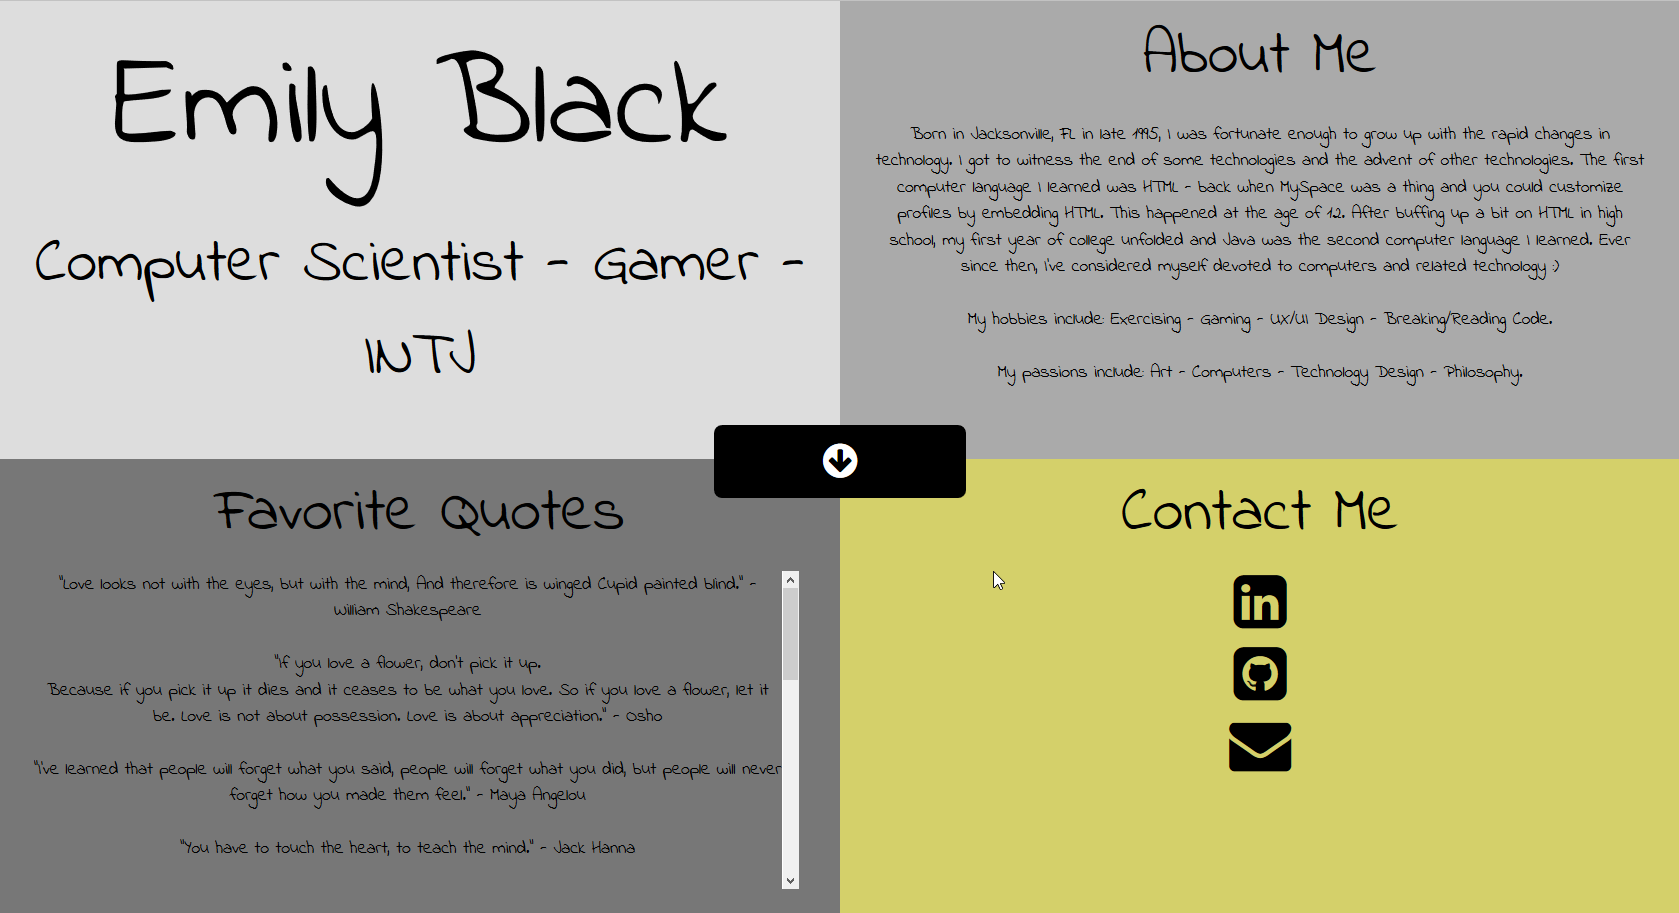 Emily Black
Computer Scientist - Gamer -
INTJ
About Me
Born in Jacksonville, FL in late 1995, I was fortunate enough to grow up with the rapid changes in
technology. I got to witness the end of some technologies and the advent of other technologies. The first
computer language I learned was HTML - back when MySpace was a thing and you could customize
profiles by embedding HTML. This happened at the age of 12. After buffing up a bit on HTML in high
school, my first year of college unfolded and Java was the second computer language I learned. Ever
since then, I've considered myself devoted to computers and related technology :)
My hobbies include: Exercising - Gaming - UX/UI Design - Breaking/Reading Code.
My passions include: Art - Computers - Technology Design - Philosophy.
Favorite Quotes
"Love looks not with the eyes, but with the mind, And therefore is winged Cupid painted blind." -
William Shakespeare
"If you love a flower, don't pick it up.
Because if you pick it up it dies and it ceases to be what you love. So if you love a flower, let it
be. Love is not about possession. Love is about appreciation." - Osho
"I've learned that people will forget what you said, people will forget what you did, but people will never
forget how you made them feel." - Maya Angelou
"You have to touch the heart, to teach the mind." - Jack Hanna
Contact Me
in